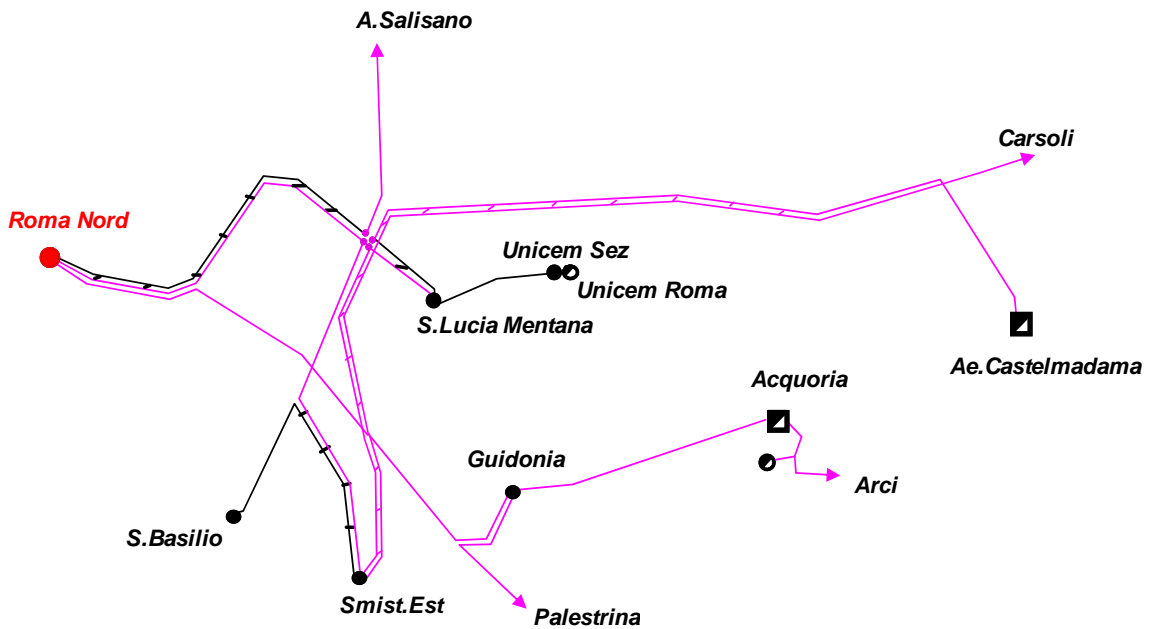 A.Salisano
Carsoli
Roma Nord
Unicem Sez
Unicem Roma
S.Lucia Mentana
Ae.Castelmadama
Acquoria
Guidonia
Arci
S.Basilio
Smist.Est
Palestrina